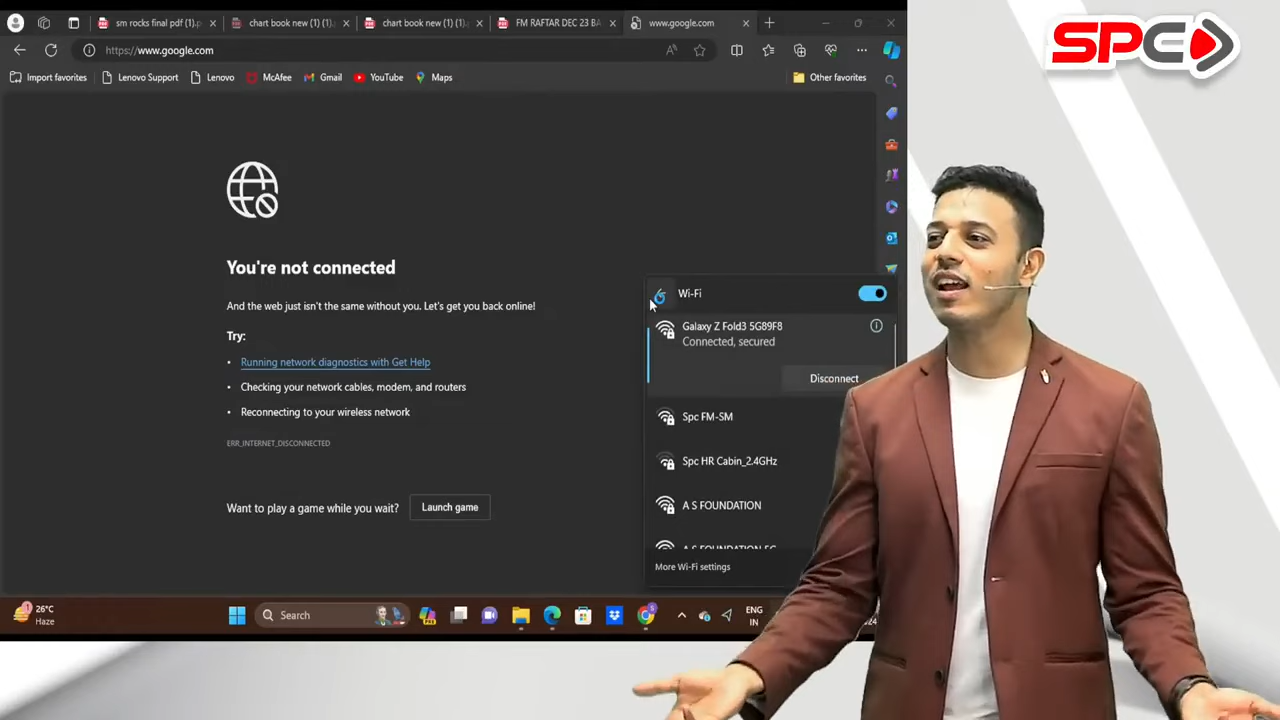 sm rocks final pdf (1).p
chart book new (1) (1).
chart book new (1) (1).
FM RAFTAR DEC 23 BA
www.google.com
https://www.google.com
Import favorites
Lenovo Support
Lenovo
McAfee
Gmail
YouTube
Maps
Other favorites
SPC
You're not connected
And the web just isn't the same without you. Let's get you back online!
Try:
Running network diagnostics with Get Help
Checking your network cables, modem, and routers
Reconnecting to your wireless network
ERR_INTERNET_DISCONNECTED
Want to play a game while you wait?
Launch game
Wi-Fi
Galaxy Z Fold3 5G89F8
Connected, secured
Disconnect
Spc FM-SM
Spc HR Cabin_2.4GHz
A S FOUNDATION
A S FOUNDATION 5G
More Wi-Fi settings
26°C
Haze
Search
ENG
IN